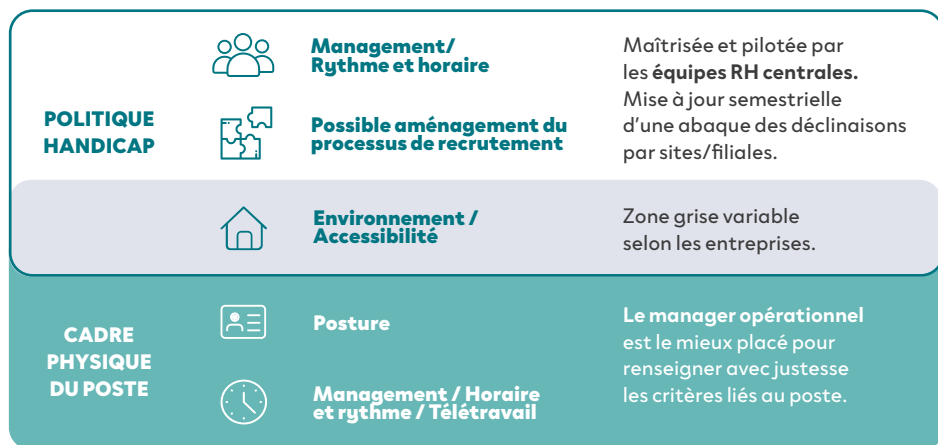 POLITIQUE
HANDICAP
Management/
Rythme et horaire
Possible aménagement du
processus de recrutement
Maîtrisée et pilotée par
les équipes RH centrales.
Mise à jour semestrielle
d'une abaque des déclinaisons
par sites/filiales.
Environnement /
Accessibilité
Zone grise variable
selon les entreprises.
CADRE
PHYSIQUE
DU POSTE
Posture
Management / Horaire
et rythme / Télétravail
Le manager opérationnel
est le mieux placé pour
renseigner avec justesse
les critères liés au poste.